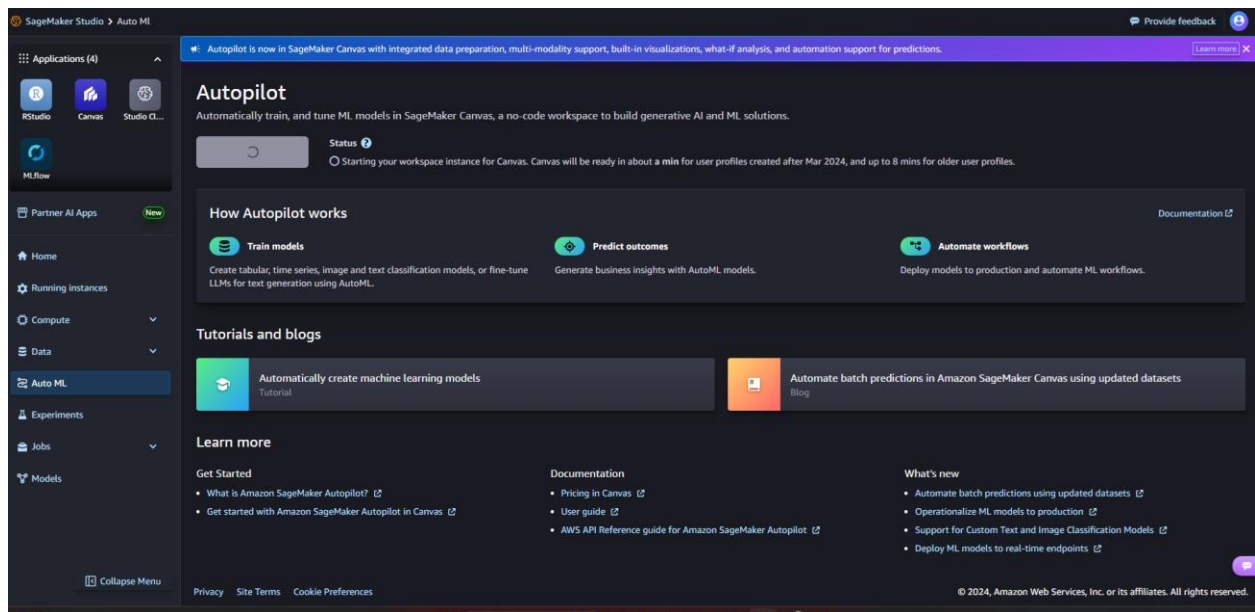 SageMaker Studio > Auto ML
Provide feedback
Applications (4)
RStudio
Canvas
Studio Cl...
MLflow
Partner AI Apps
New
Home
Running instances
Compute
Data
Auto ML
Experiments
Jobs
Models
Collapse Menu
Autopilot is now in SageMaker Canvas with integrated data preparation, multi-modality support, built-in visualizations, what-if analysis, and automation support for predictions.
Learn more
Autopilot
Automatically train, and tune ML models in SageMaker Canvas, a no-code workspace to build generative AI and ML solutions.
Status
Starting your workspace instance for Canvas. Canvas will be ready in about a min for user profiles created after Mar 2024, and up to 8 mins for older user profiles.
How Autopilot works
Documentation
Train models
Create tabular, time series, image and text classification models, or fine-tune
LLMs for text generation using AutoML.
Predict outcomes
Generate business insights with AutoML models.
Automate workflows
Deploy models to production and automate ML workflows.
Tutorials and blogs
Automatically create machine learning models
Tutorial
Automate batch predictions in Amazon SageMaker Canvas using updated datasets
Blog
Learn more
Get Started
• What is Amazon SageMaker Autopilot?
• Get started with Amazon SageMaker Autopilot in Canvas
Documentation
• Pricing in Canvas
• User guide
• AWS API Reference guide for Amazon SageMaker Autopilot
What's new
• Automate batch predictions using updated datasets
• Operationalize ML models to production
• Support for Custom Text and Image Classification Models
• Deploy ML models to real-time endpoints
Privacy Site Terms Cookie Preferences
© 2024, Amazon Web Services, Inc. or its affiliates. All rights reserved.